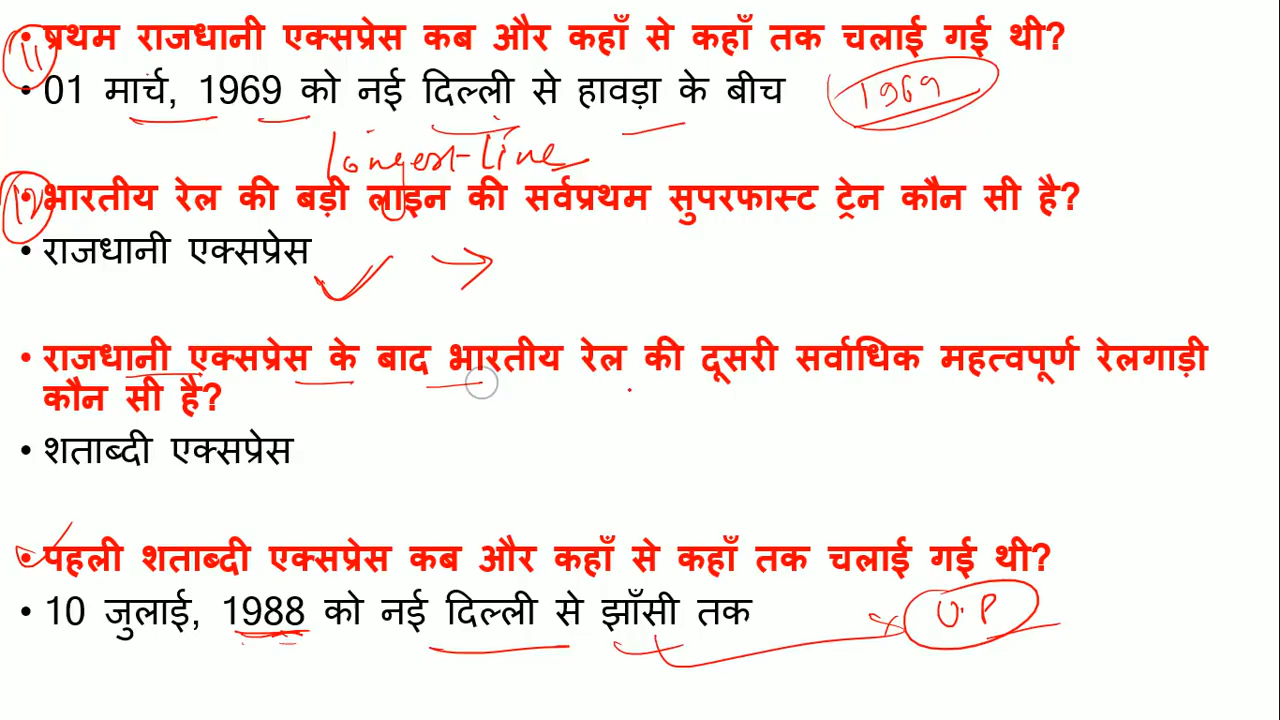 11
• प्रथम राजधानी एक्सप्रेस कब और कहाँ से कहाँ तक चलाई गई थी?
• 01 मार्च, 1969 को नई दिल्ली से हावड़ा के बीच
1969
Longest-Line
12
• भारतीय रेल की बड़ी लाइन की सर्वप्रथम सुपरफास्ट ट्रेन कौन सी है?
• राजधानी एक्सप्रेस
• राजधानी एक्सप्रेस के बाद भारतीय रेल की दूसरी सर्वाधिक महत्वपूर्ण रेलगाड़ी
कौन सी है?
• शताब्दी एक्सप्रेस
• पहली शताब्दी एक्सप्रेस कब और कहाँ से कहाँ तक चलाई गई थी?
• 10 जुलाई, 1988 को नई दिल्ली से झाँसी तक
U.P